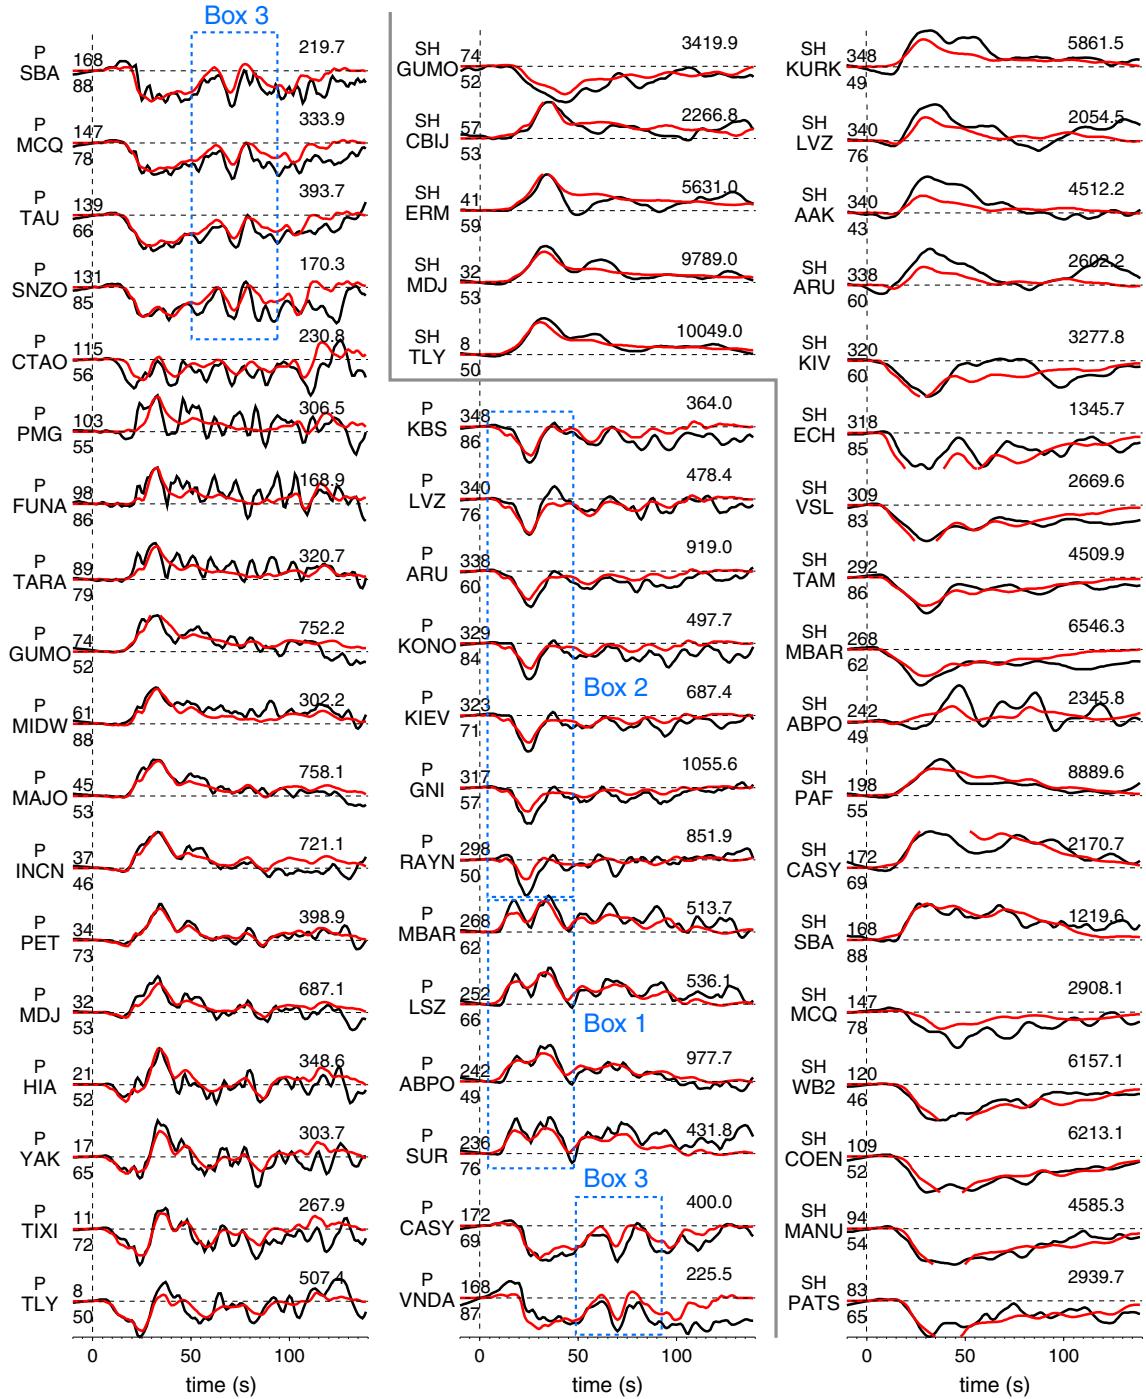 Box 3
P
SBA
168
88
219.7
P
MCQ
147
78
333.9
P
TAU
139
66
393.7
P
SNZO
131
85
170.3
P
CTAO
115
56
230.8
P
PMG
103
55
306.5
P
FUNA
98
86
168.9
P
TARA
89
79
320.7
P
GUMO
74
52
752.2
P
MIDW
61
88
302.2
P
MAJO
45
53
758.1
P
INCN
37
46
721.1
P
PET
34
73
398.9
P
MDJ
32
53
687.1
P
HIA
21
52
348.6
P
YAK
17
65
303.7
P
TIXI
11
72
267.9
P
TLY
8
50
507.4
0 50 100
time (s)
SH
GUMO
74
52
3419.9
SH
CBIJ
57
53
2266.8
SH
ERM
41
59
5631.0
SH
MDJ
32
53
9789.0
SH
TLY
8
50
10049.0
P
KBS
348
86
364.0
P
LVZ
340
76
478.4
P
ARU
338
60
919.0
P
KONO
329
84
497.7
Box 2
P
KIEV
323
71
687.4
P
GNI
317
57
1055.6
P
RAYN
298
50
851.9
P
MBAR
268
62
513.7
P
LSZ
252
66
536.1
Box 1
P
ABPO
242
49
977.7
P
SUR
236
76
431.8
Box 3
P
CASY
172
69
400.0
P
VNDA
168
87
225.5
0 50 100
time (s)
SH
KURK
348
49
5861.5
SH
LVZ
340
76
2054.5
SH
AAK
340
43
4512.2
SH
ARU
338
60
2602.2
SH
KIV
320
60
3277.8
SH
ECH
318
85
1345.7
SH
VSL
309
83
2669.6
SH
TAM
292
86
4509.9
SH
MBAR
268
62
6546.3
SH
ABPO
242
49
2345.8
SH
PAF
198
55
8889.6
SH
CASY
172
69
2170.7
SH
SBA
168
88
1219.6
SH
MCQ
147
78
2908.1
SH
WB2
120
46
6157.1
SH
COEN
109
52
6213.1
SH
MANU
94
54
4585.3
SH
PATS
83
65
2939.7
0 50 100
time (s)